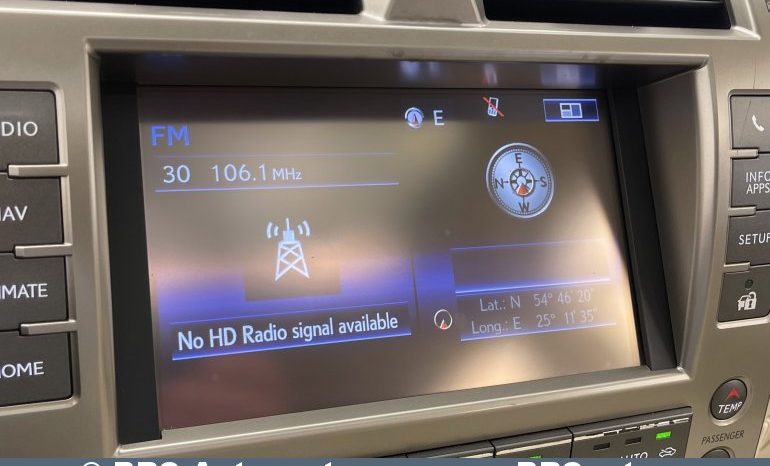 DIO
AV
IMATE
OME
FM
E
30 106.1 MHz
E
N S
W
No HD Radio signal available
Lat.: N 54° 46' 20"
Long.: E 25° 11' 35"
INFO
APPS
SETUP
TEMP
PASSENGER
AUTO